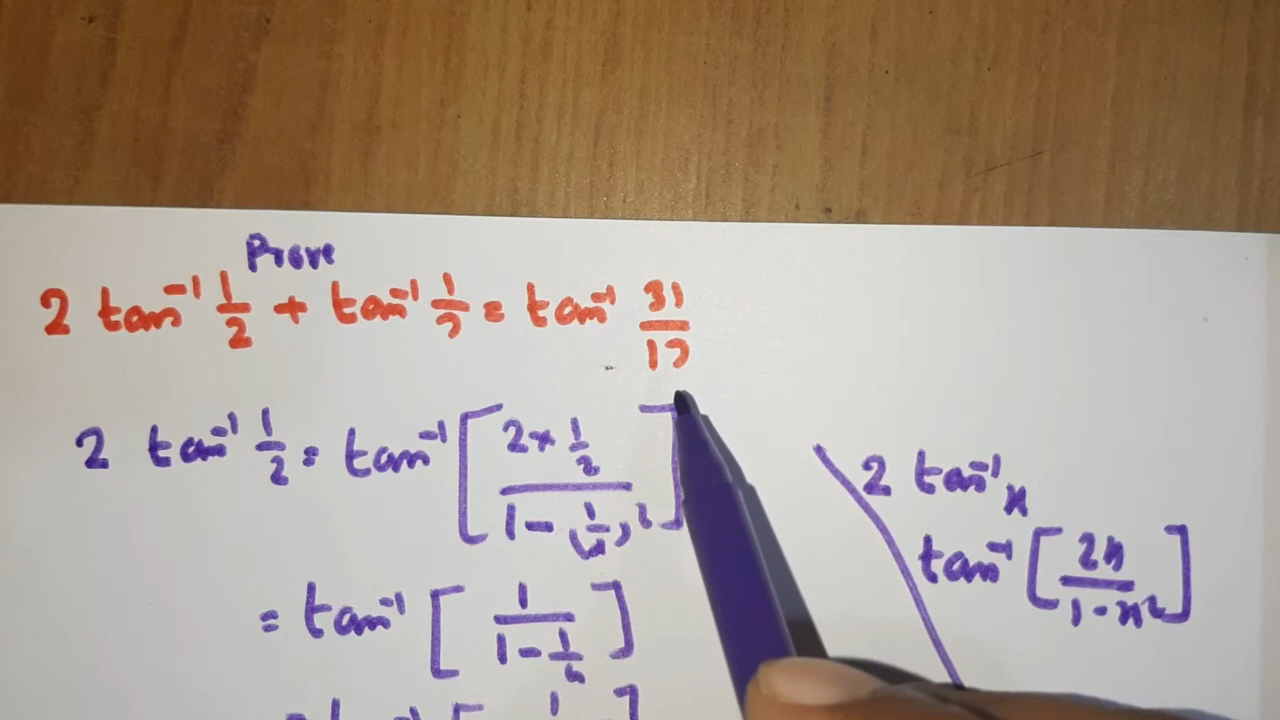 Prove
2 tan⁻¹ 1/2 + tan⁻¹ 1/7 = tan⁻¹ 31/17
2 tan⁻¹ 1/2 = tan⁻¹ [ 2 × 1/2 / 1 - (1/2)² ]
2 tan⁻¹ x
tan⁻¹ [ 2x / 1 - x² ]
= tan⁻¹ [ 1 / 1 - 1/4 ]